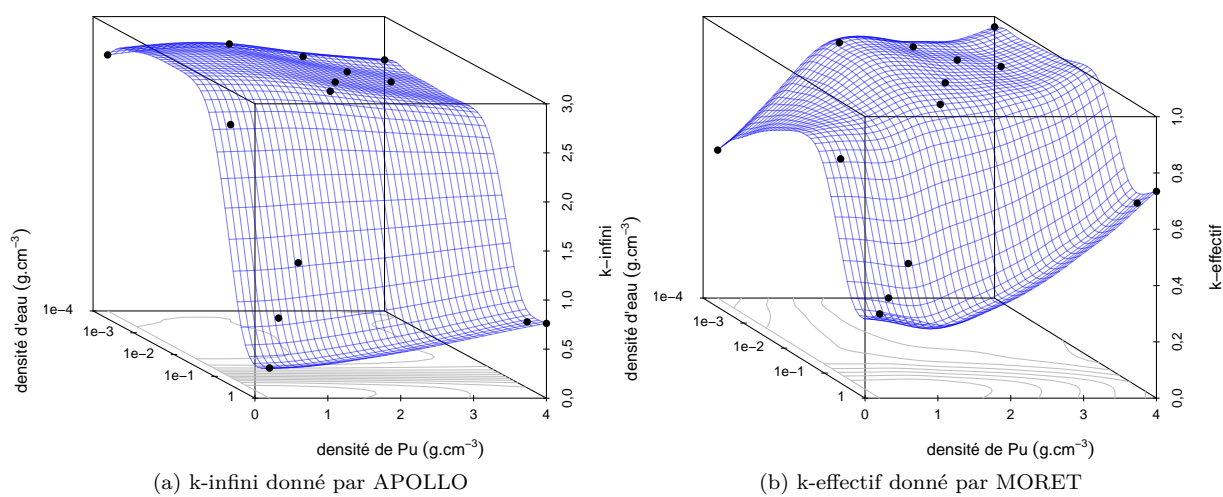 densité d'eau (g.cm−3)
1e−4
1e−3
1e−2
1e−1
1
0
1
2
3
4
densité de Pu (g.cm−3)
0,0
0,5
1,0
1,5
2,0
2,5
3,0
k−infini
(a) k-infini donné par APOLLO
densité d'eau (g.cm−3)
1e−4
1e−3
1e−2
1e−1
1
0
1
2
3
4
densité de Pu (g.cm−3)
0,0
0,2
0,4
0,6
0,8
1,0
k−effectif
(b) k-effectif donné par MORET